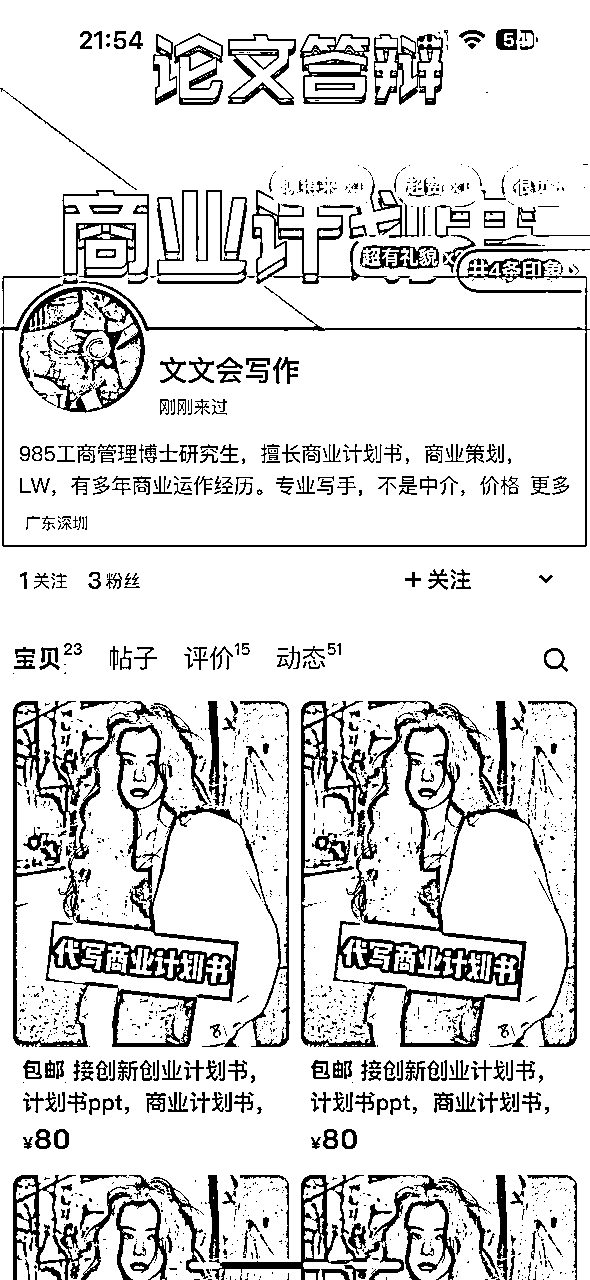 21:54
论文答辩
商业计划书
超有礼貌
共4条印象 >
文文会写作
刚刚来过
985工商管理博士研究生，擅长商业计划书，商业策划，
LW，有多年商业运作经历。专业写手，不是中介，价格 更多
广东深圳
1关注 3粉丝
+关注
宝贝23 帖子 评价15 动态51
代写商业计划书
代写商业计划书
包邮 接创新创业计划书，
计划书ppt，商业计划书，
¥80
包邮 接创新创业计划书，
计划书ppt，商业计划书，
¥80